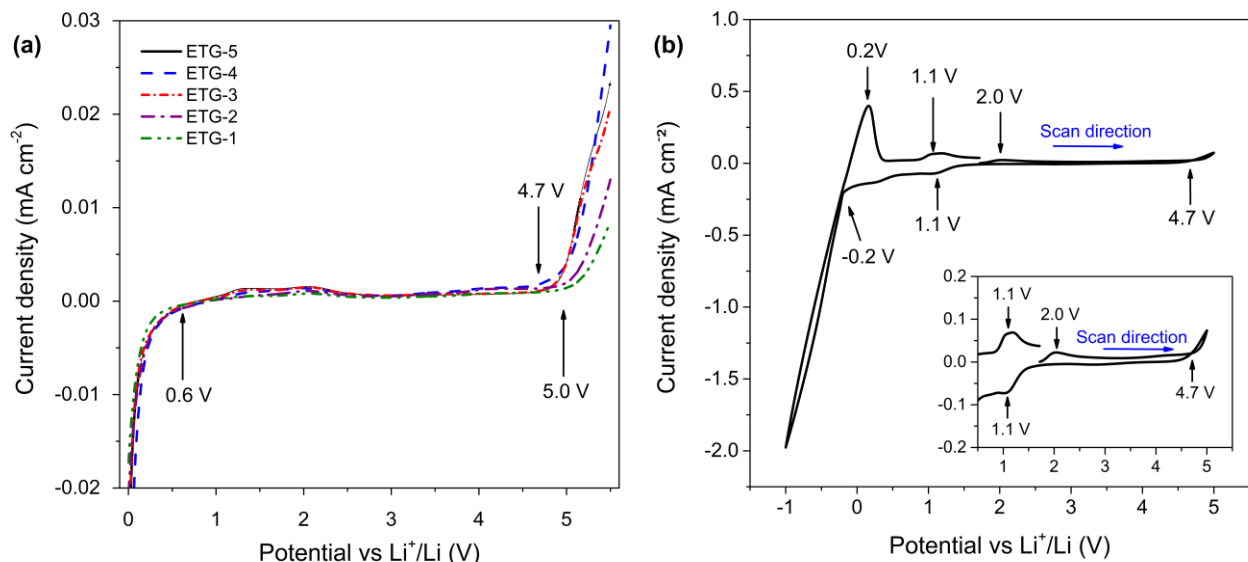 (a)
ETG-5
ETG-4
ETG-3
ETG-2
ETG-1
0.03
0.02
0.01
0.00
-0.01
-0.02
Current density (mA cm⁻²)
4.7 V
0.6 V
5.0 V
0 1 2 3 4 5
Potential vs Li⁺/Li (V)
(b)
1.0
0.5
0.0
-0.5
-1.0
-1.5
-2.0
Current density (mA cm⁻²)
0.2V
1.1 V
2.0 V
Scan direction
-0.2 V
1.1 V
4.7 V
0.2
0.1
0.0
-0.1
-0.2
1.1 V
2.0 V
Scan direction
1.1 V
4.7 V
1 2 3 4 5
-1 0 1 2 3 4 5
Potential vs Li⁺/Li (V)